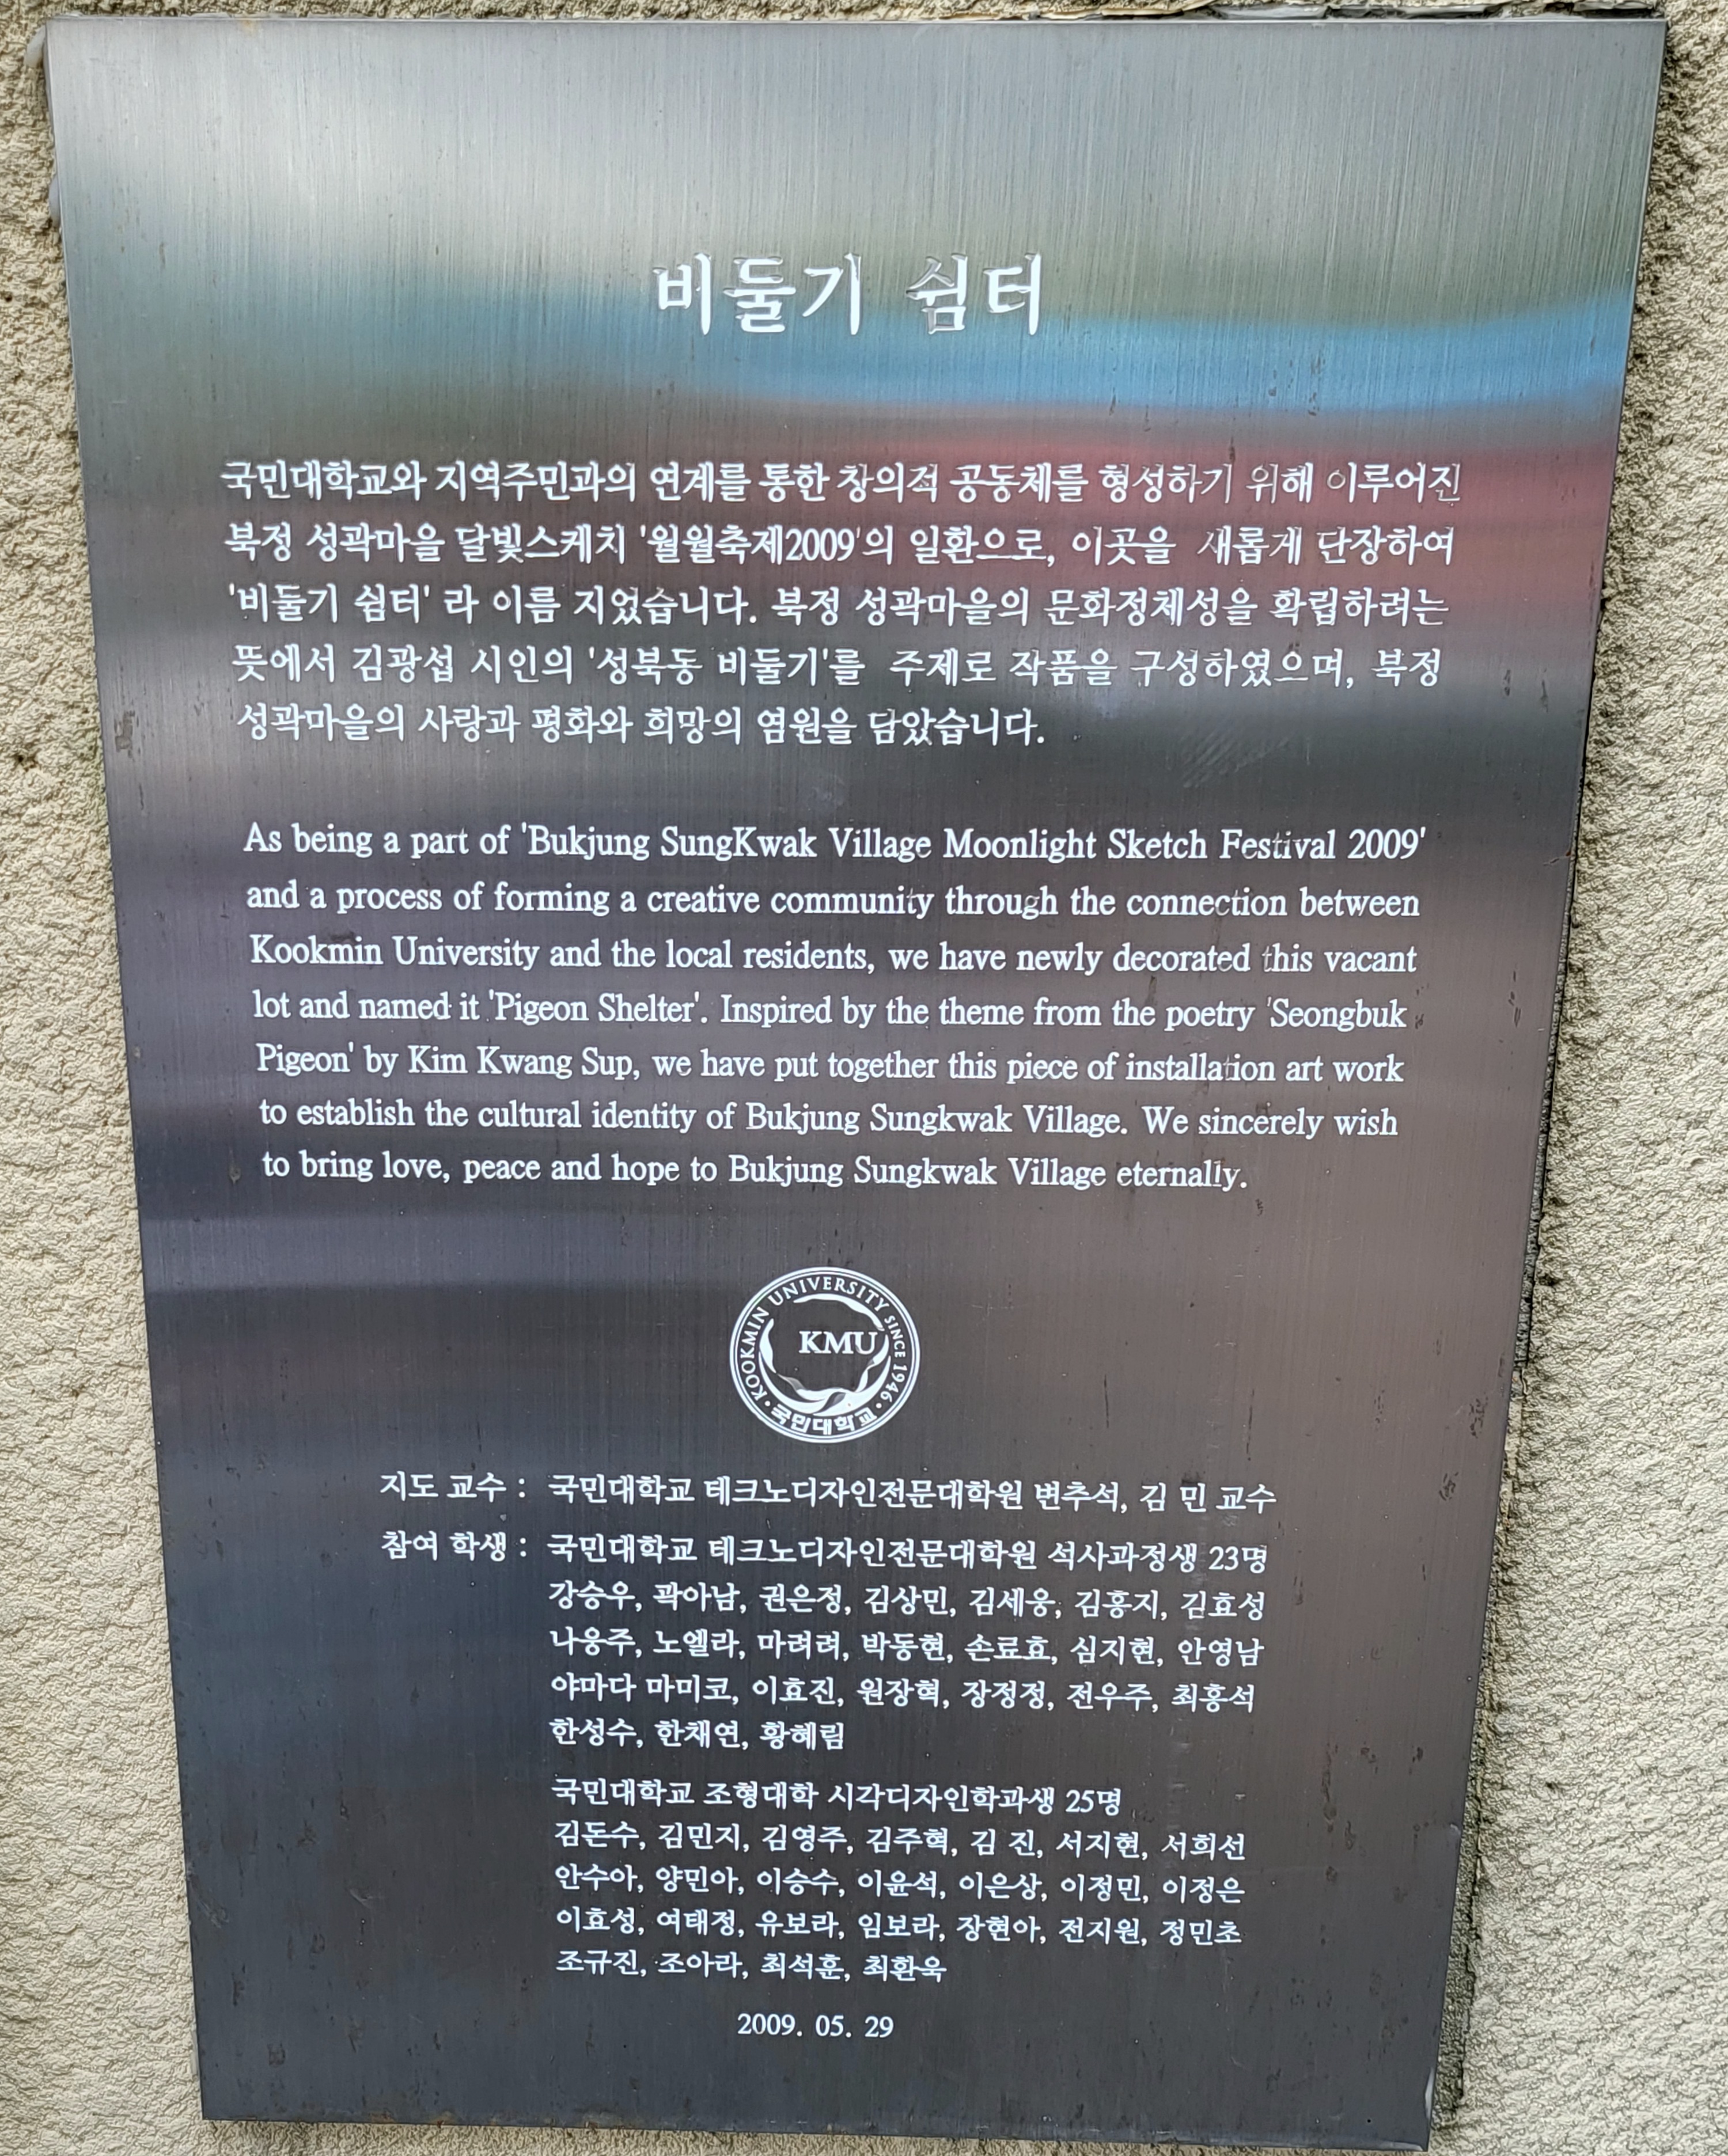 비둘기 쉼터
국민대학교와 지역주민과의 연계를 통한 창의적 공동체를 형성하기 위해 이루어진
북정 성곽마을 달빛스케치 '월월축제2009'의 일환으로, 이곳을 새롭게 단장하여
'비둘기 쉼터' 라 이름 지었습니다. 북정 성곽마을의 문화정체성을 확립하려는
뜻에서 김광섭 시인의 '성북동 비둘기'를 주제로 작품을 구성하였으며, 북정
성곽마을의 사랑과 평화와 희망의 염원을 담았습니다.
As being a part of 'Bukjung SungKwak Village Moonlight Sketch Festival 2009'
and a process of forming a creative community through the connection between
Kookmin University and the local residents, we have newly decorated this vacant
lot and named it 'Pigeon Shelter'. Inspired by the theme from the poetry 'Seongbuk
Pigeon' by Kim Kwang Sup, we have put together this piece of installation art work
to establish the cultural identity of Bukjung Sungkwak Village. We sincerely wish
to bring love, peace and hope to Bukjung Sungkwak Village eternally.
KOOKMIN UNIVERSITY SINCE 1946
KMU
국민대학교
지도 교수 : 국민대학교 테크노디자인전문대학원 변추석, 김 민 교수
참여 학생 : 국민대학교 테크노디자인전문대학원 석사과정생 23명
강승우, 곽아남, 권은정, 김상민, 김세웅, 김홍지, 김효성
나웅주, 노엘라, 마려려, 박동현, 손료효, 심지현, 안영남
야마다 마미코, 이효진, 원장혁, 장정정, 전우주, 최홍석
한성수, 한채연, 황혜림
국민대학교 조형대학 시각디자인학과생 25명
김돈수, 김민지, 김영주, 김주혁, 김 진, 서지현, 서희선
안수아, 양민아, 이승수, 이윤석, 이은상, 이정민, 이정은
이효성, 여태정, 유보라, 임보라, 장현아, 전지원, 정민초
조규진, 조아라, 최석훈, 최환욱
2009. 05. 29